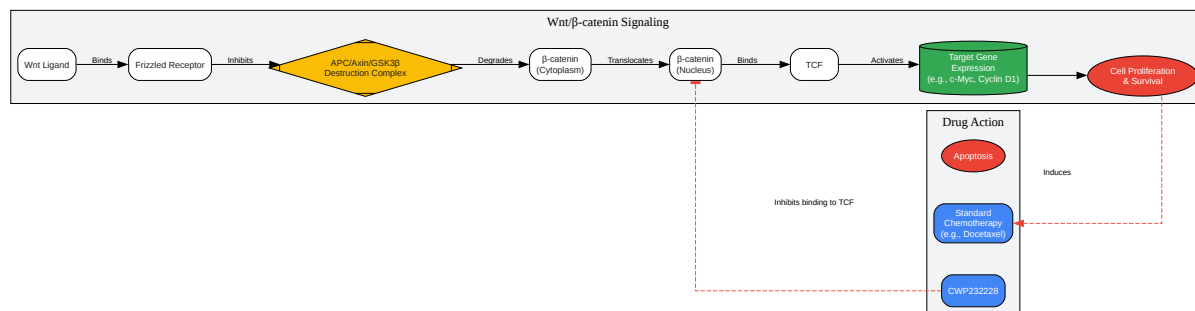 Wnt/β-catenin Signaling
Wnt Ligand
Binds
Frizzled Receptor
Inhibits
APC/Axin/GSK3β
Destruction Complex
Degrades
β-catenin
(Cytoplasm)
Translocates
β-catenin
(Nucleus)
Binds
TCF
Activates
Target Gene
Expression
(e.g., c-Myc, Cyclin D1)
Cell Proliferation
& Survival
Drug Action
Apoptosis
Induces
Inhibits binding to TCF
Standard
Chemotherapy
(e.g., Docetaxel)
CWP232228